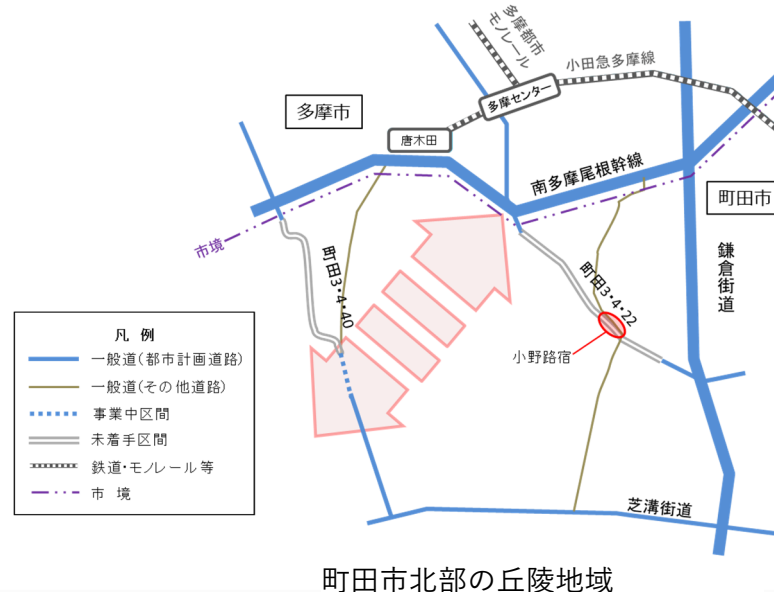 多摩都市
モノレール
小田急多摩線
多摩センター
多摩市
唐木田
南多摩尾根幹線
町田市
市境
鎌倉街道
町田3・4・40
町田3・4・22
小野路宿
凡 例
一般道(都市計画道路)
一般道(その他道路)
事業中区間
未着手区間
鉄道・モノレール等
市 境
芝溝街道
町田市北部の丘陵地域